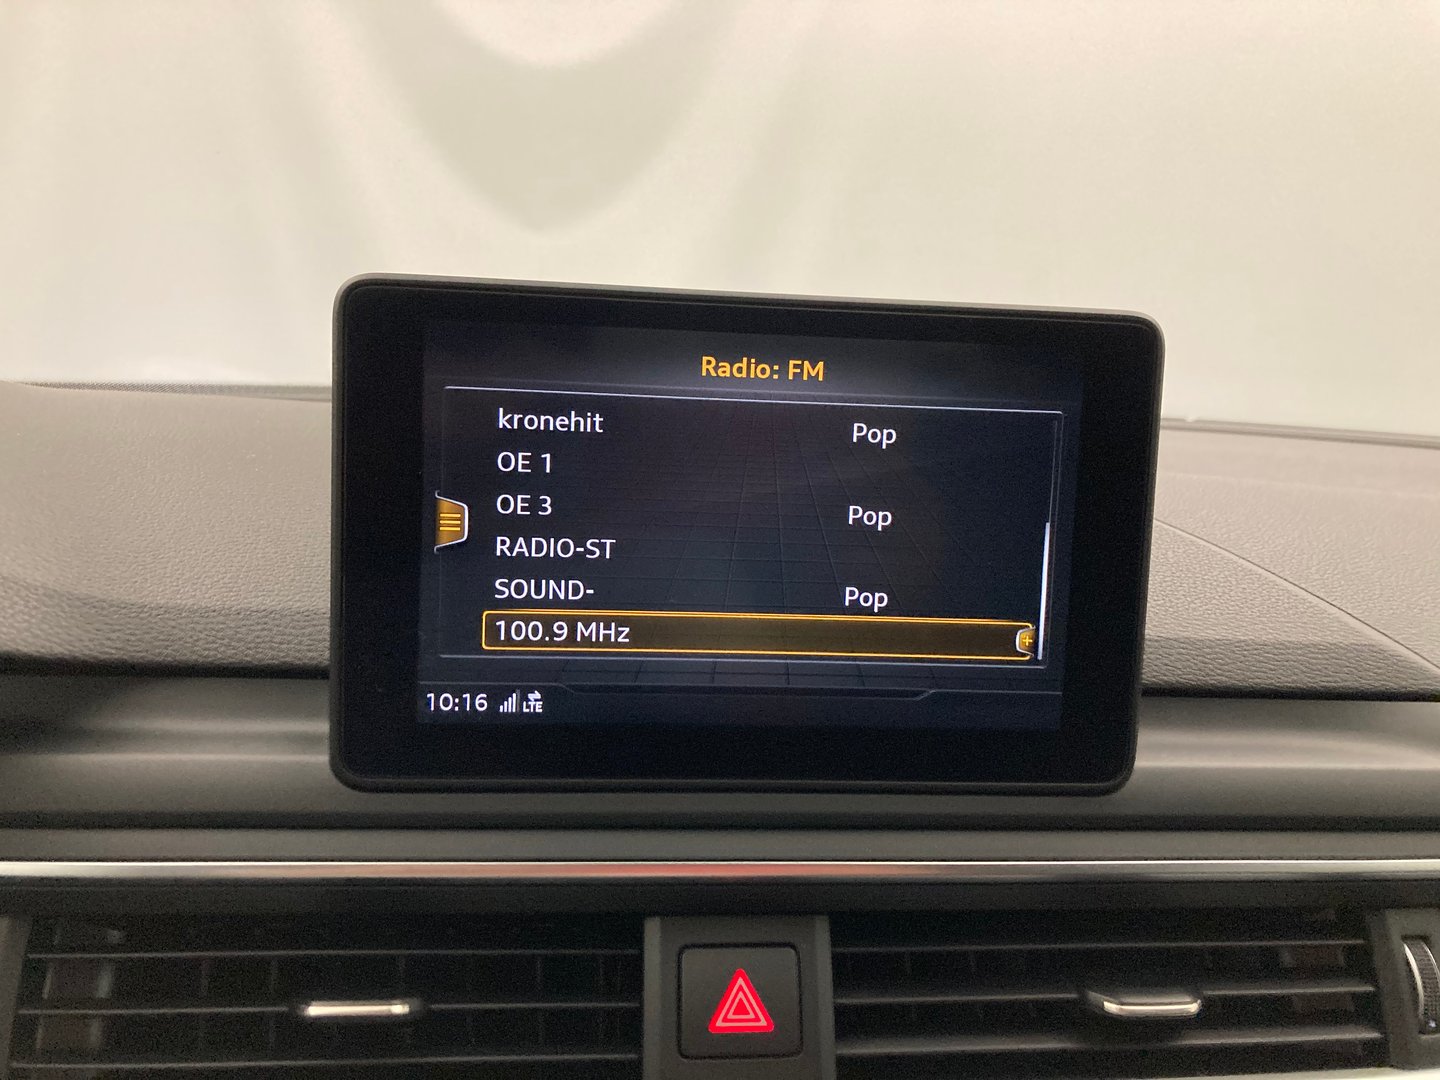 Radio: FM
kronehit Pop
OE 1
OE 3 Pop
RADIO-ST
SOUND- Pop
100.9 MHz
10:16 LTE